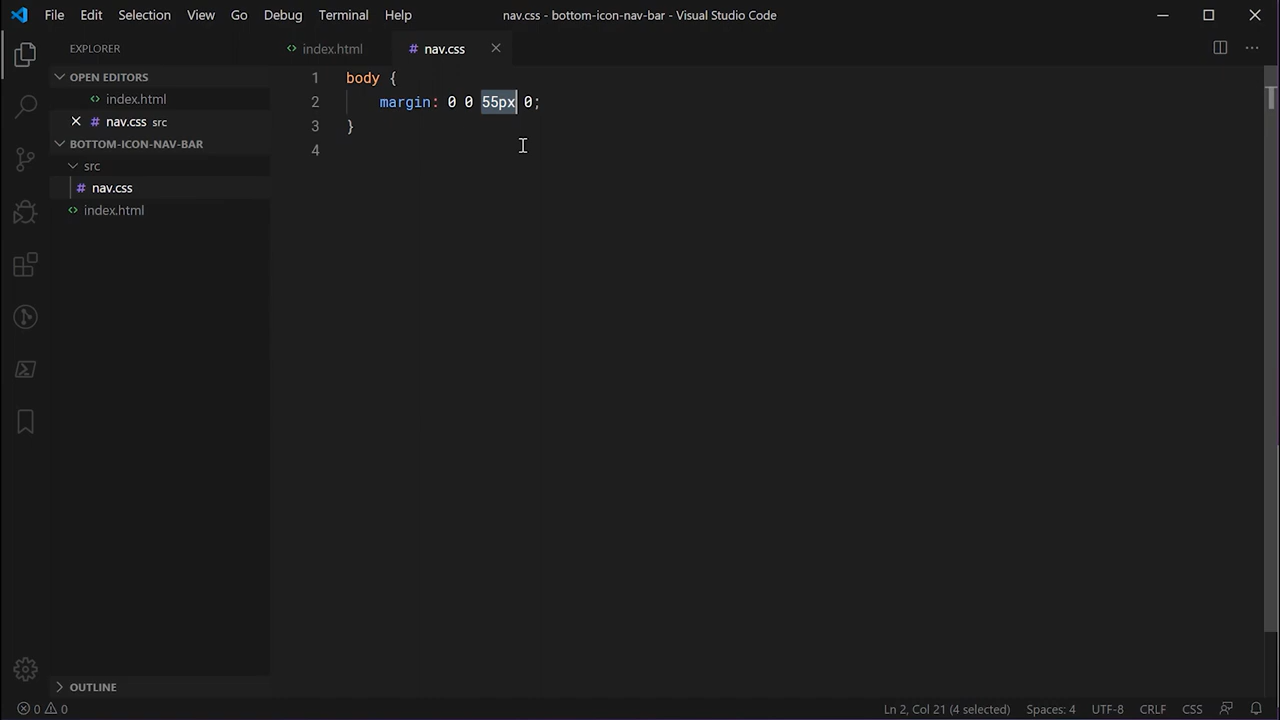 File Edit Selection View Go Debug Terminal Help nav.css - bottom-icon-nav-bar - Visual Studio Code
EXPLORER
index.html nav.css
OPEN EDITORS
index.html
nav.css src
BOTTOM-ICON-NAV-BAR
src
nav.css
index.html
OUTLINE
1 body {
2 margin: 0 0 55px 0;
3 }
4
0 0 Ln 2, Col 21 (4 selected) Spaces: 4 UTF-8 CRLF CSS